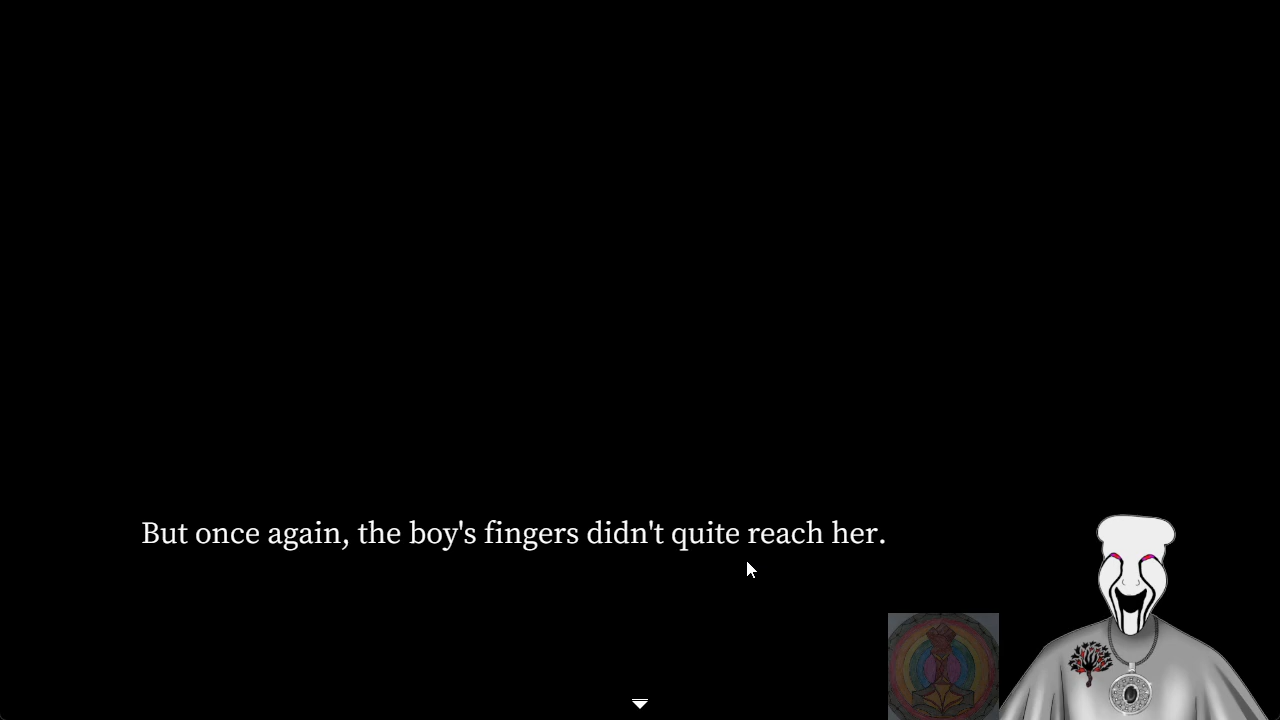 But once again, the boy's fingers didn't quite reach her.